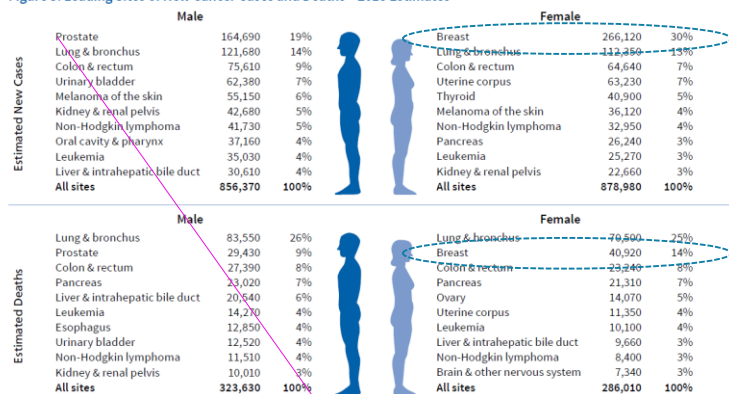 Leading Sites of New Cancer Cases and Deaths – 2018 Estimates
Male Female
Estimated New Cases
Prostate 164,690 19% Breast 266,120 30%
Lung & bronchus 121,680 14% Lung & bronchus 112,350 13%
Colon & rectum 75,610 9% Colon & rectum 64,640 7%
Urinary bladder 62,380 7% Uterine corpus 63,230 7%
Melanoma of the skin 55,150 6% Thyroid 40,900 5%
Kidney & renal pelvis 42,680 5% Melanoma of the skin 36,120 4%
Non-Hodgkin lymphoma 41,730 5% Non-Hodgkin lymphoma 32,950 4%
Oral cavity & pharynx 37,160 4% Pancreas 26,240 3%
Leukemia 35,030 4% Leukemia 25,270 3%
Liver & intrahepatic bile duct 30,610 4% Kidney & renal pelvis 22,660 3%
All sites 856,370 100% All sites 878,980 100%
Male Female
Estimated Deaths
Lung & bronchus 83,550 26% Lung & bronchus 70,500 25%
Prostate 29,430 9% Breast 40,920 14%
Colon & rectum 27,390 8% Colon & rectum 23,240 8%
Pancreas 23,020 7% Pancreas 21,310 7%
Liver & intrahepatic bile duct 20,540 6% Ovary 14,070 5%
Leukemia 14,270 4% Uterine corpus 11,350 4%
Esophagus 12,850 4% Leukemia 10,100 4%
Urinary bladder 12,520 4% Liver & intrahepatic bile duct 9,660 3%
Non-Hodgkin lymphoma 11,510 4% Non-Hodgkin lymphoma 8,400 3%
Kidney & renal pelvis 10,010 3% Brain & other nervous system 7,340 3%
All sites 323,630 100% All sites 286,010 100%